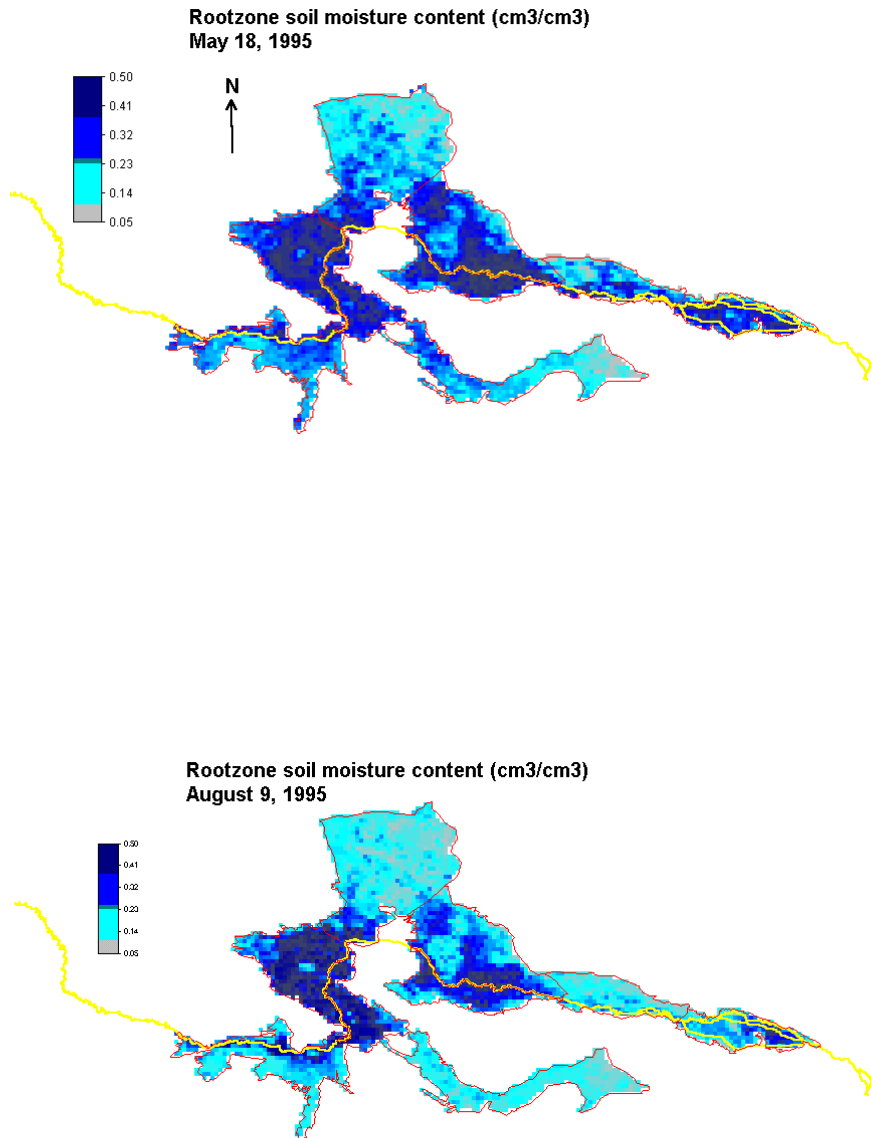 Rootzone soil moisture content (cm3/cm3)
May 18, 1995
N
0.50
0.41
0.32
0.23
0.14
0.05
Rootzone soil moisture content (cm3/cm3)
August 9, 1995
0.50
0.41
0.32
0.23
0.14
0.05